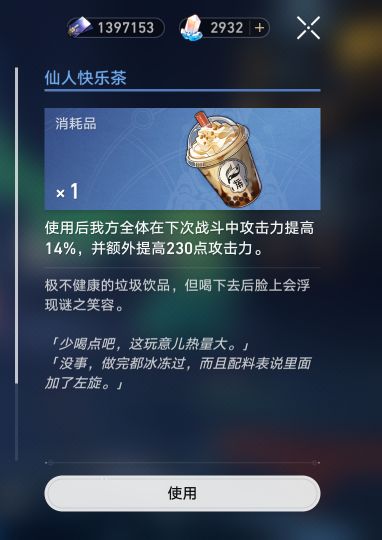 1397153 2932 +
仙人快乐茶
消耗品
×1
使用后我方全体在下次战斗中攻击力提高
14%，并额外提高230点攻击力。
极不健康的垃圾饮品，但喝下去后脸上会浮
现谜之笑容。
「少喝点吧，这玩意儿热量大。」
「没事，做完都冰冻过，而且配料表说里面
加了左旋。」
使用